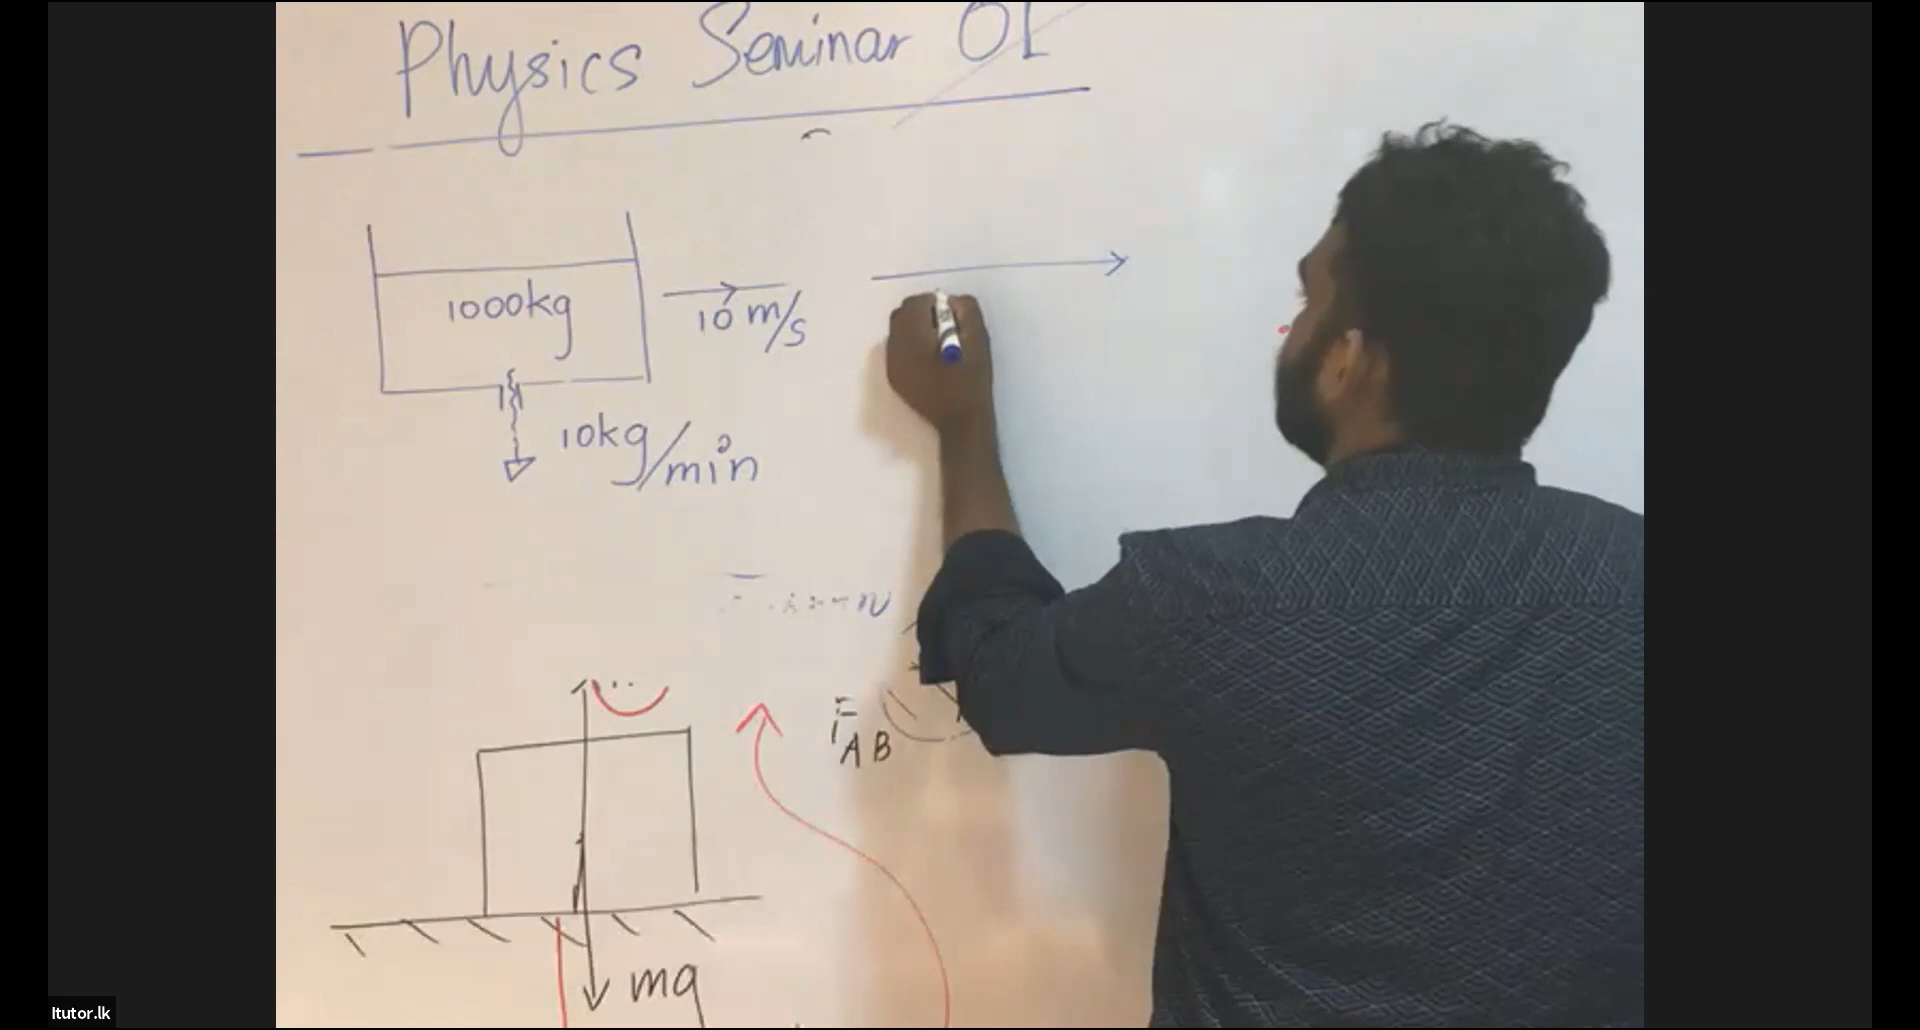 Physics Seminar 01
1000kg
10 m/s
10kg/min
F AB
mg
Itutor.lk